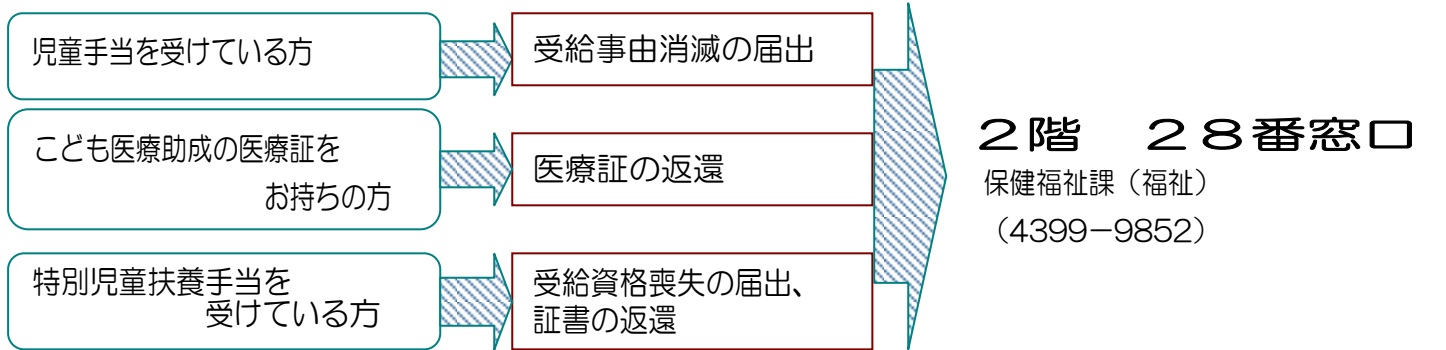 児童手当を受けている方
受給事由消滅の届出
こども医療助成の医療証を
お持ちの方
医療証の返還
特別児童扶養手当を
受けている方
受給資格喪失の届出、
証書の返還
２階　２８番窓口
保健福祉課（福祉）
（4399－9852）